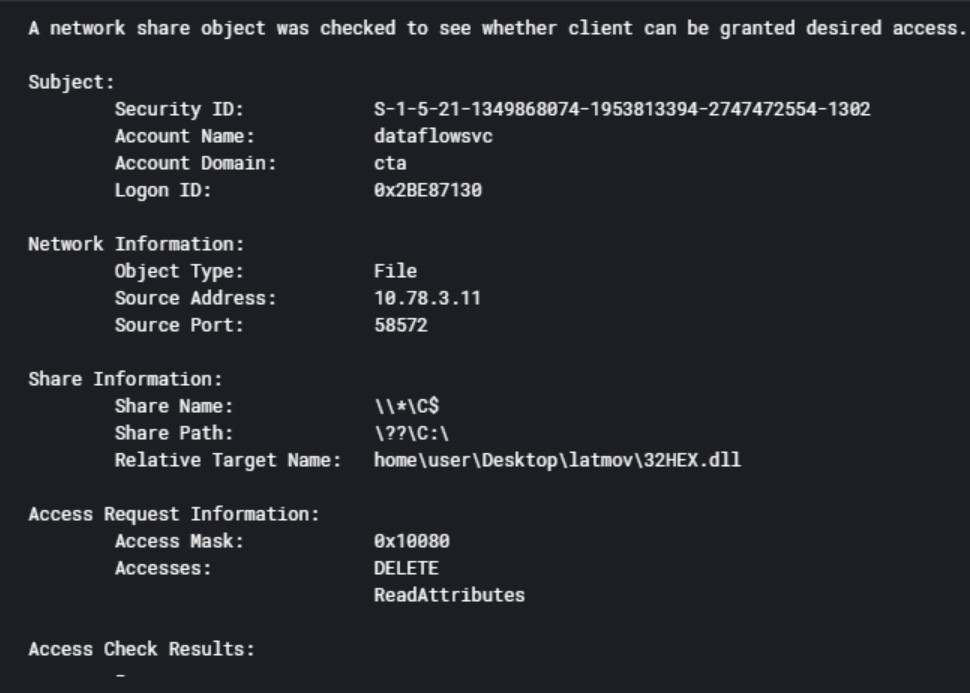 A network share object was checked to see whether client can be granted desired access.
Subject:
Security ID: S-1-5-21-1349868074-1953813394-2747472554-1302
Account Name: dataflowsvc
Account Domain: cta
Logon ID: 0x2BE87130
Network Information:
Object Type: File
Source Address: 10.78.3.11
Source Port: 58572
Share Information:
Share Name: \\*\C$
Share Path: \??\C:\
Relative Target Name: home\user\Desktop\latmov\32HEX.dll
Access Request Information:
Access Mask: 0x10080
Accesses: DELETE
ReadAttributes
Access Check Results:
-